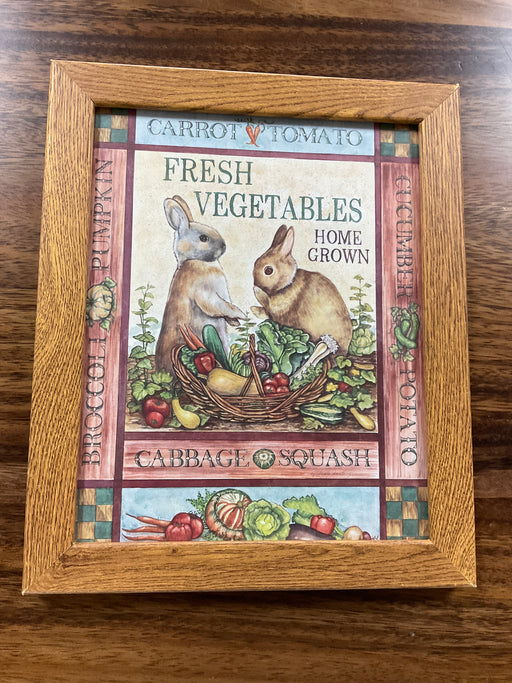 CARROT TOMATO
FRESH
VEGETABLES
HOME
GROWN
BROCCOLI PUMPKIN
CUCUMBER POTATO
CABBAGE SQUASH